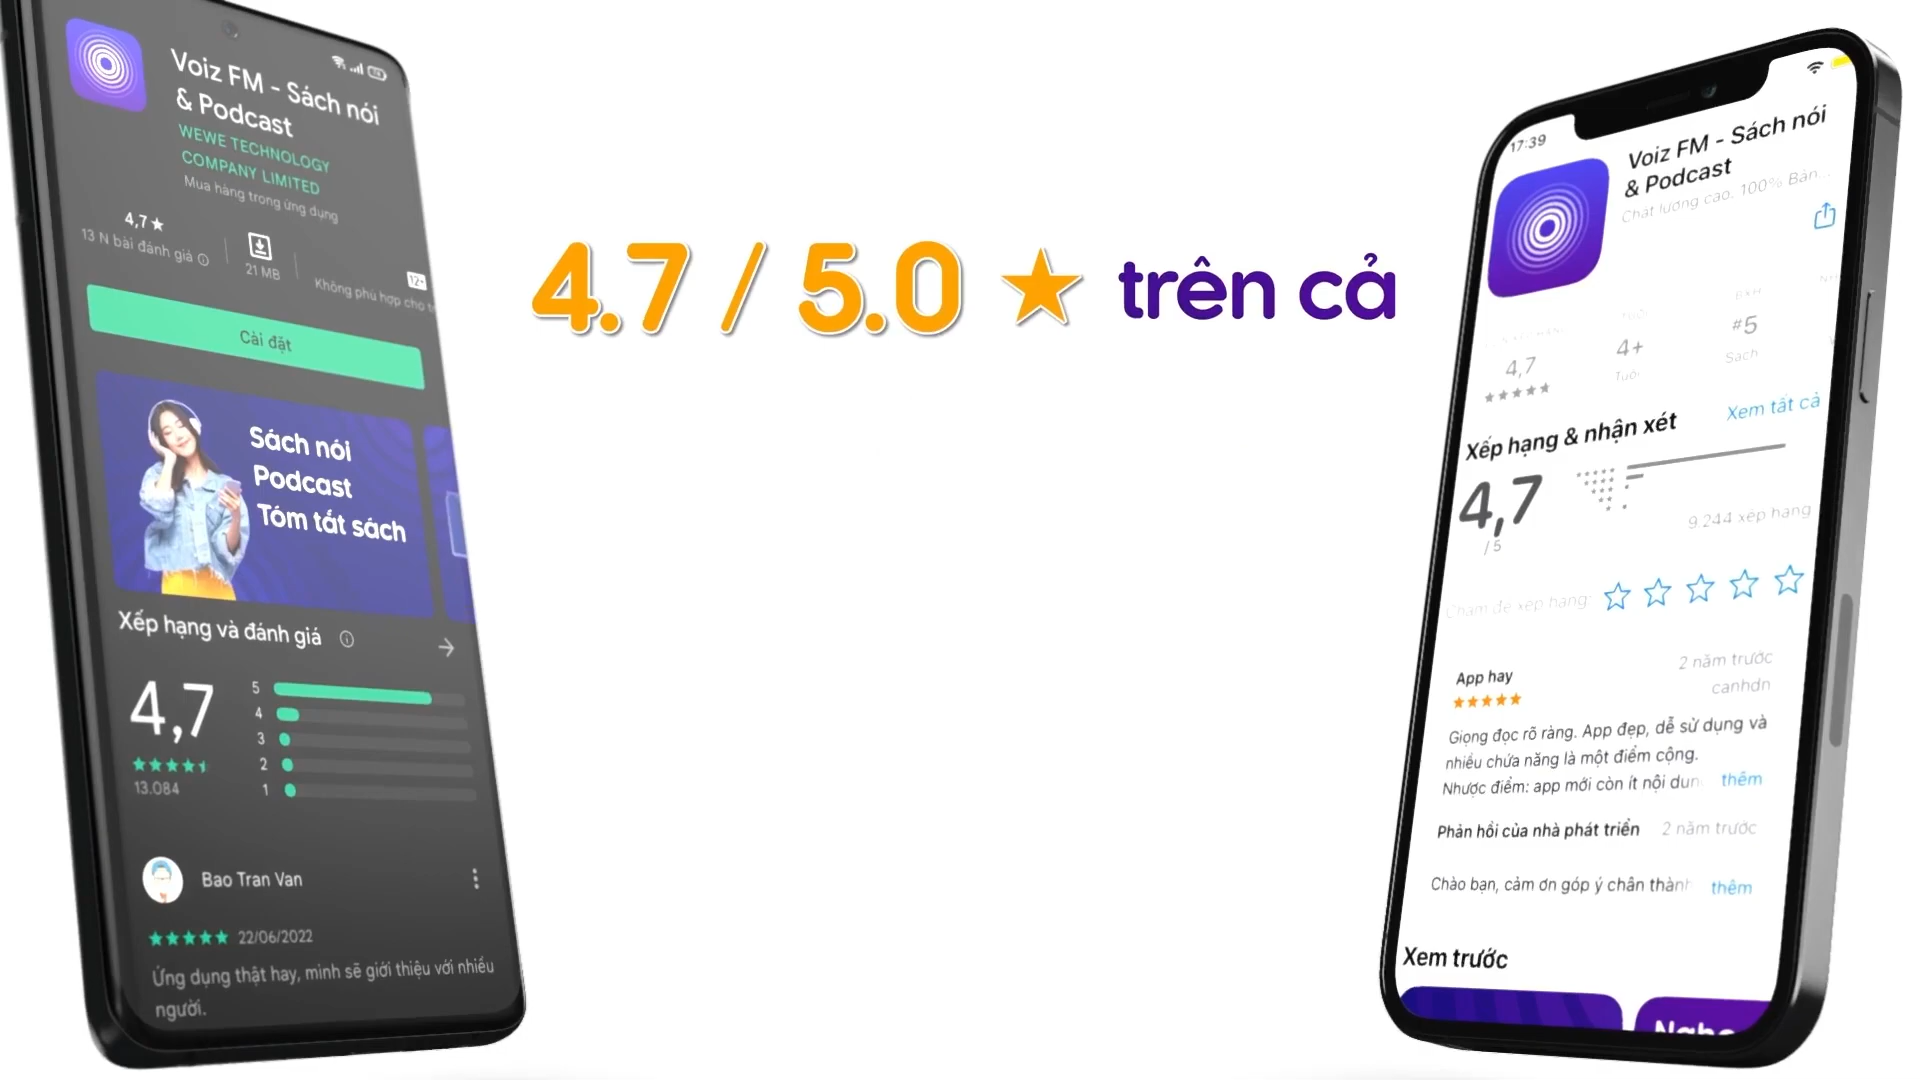 Voiz FM - Sách nói
& Podcast
WEWE TECHNOLOGY
COMPANY LIMITED
Mua hàng trong ứng dụng
4,7 ★
13 N bài đánh giá
21 MB
12+
Không phù hợp cho
Cài đặt
Sách nói
Podcast
Tóm tắt sách
Xếp hạng và đánh giá
4,7
5
4
3
2
1
13.084
Bao Tran Van
22/06/2022
Ứng dụng thật hay, mình sẽ giới thiệu với nhiều
người.
4.7 / 5.0 ★ trên cả
17:39
Voiz FM - Sách nói
& Podcast
Chất lượng cao, 100% Bản...
4,7
4+
Tuổi
#5
Sách
Xếp hạng & nhận xét
Xem tất cả
4,7
/5
9.244 xếp hạng
Chạm để xếp hạng:
App hay
2 năm trước
canhdn
Giọng đọc rõ ràng. App đẹp, dễ sử dụng và
nhiều chứa năng là một điểm cộng.
Nhược điểm: app mới còn ít nội dun thêm
Phản hồi của nhà phát triển 2 năm trước
Chào bạn, cảm ơn góp ý chân thành thêm
Xem trước
Nghe